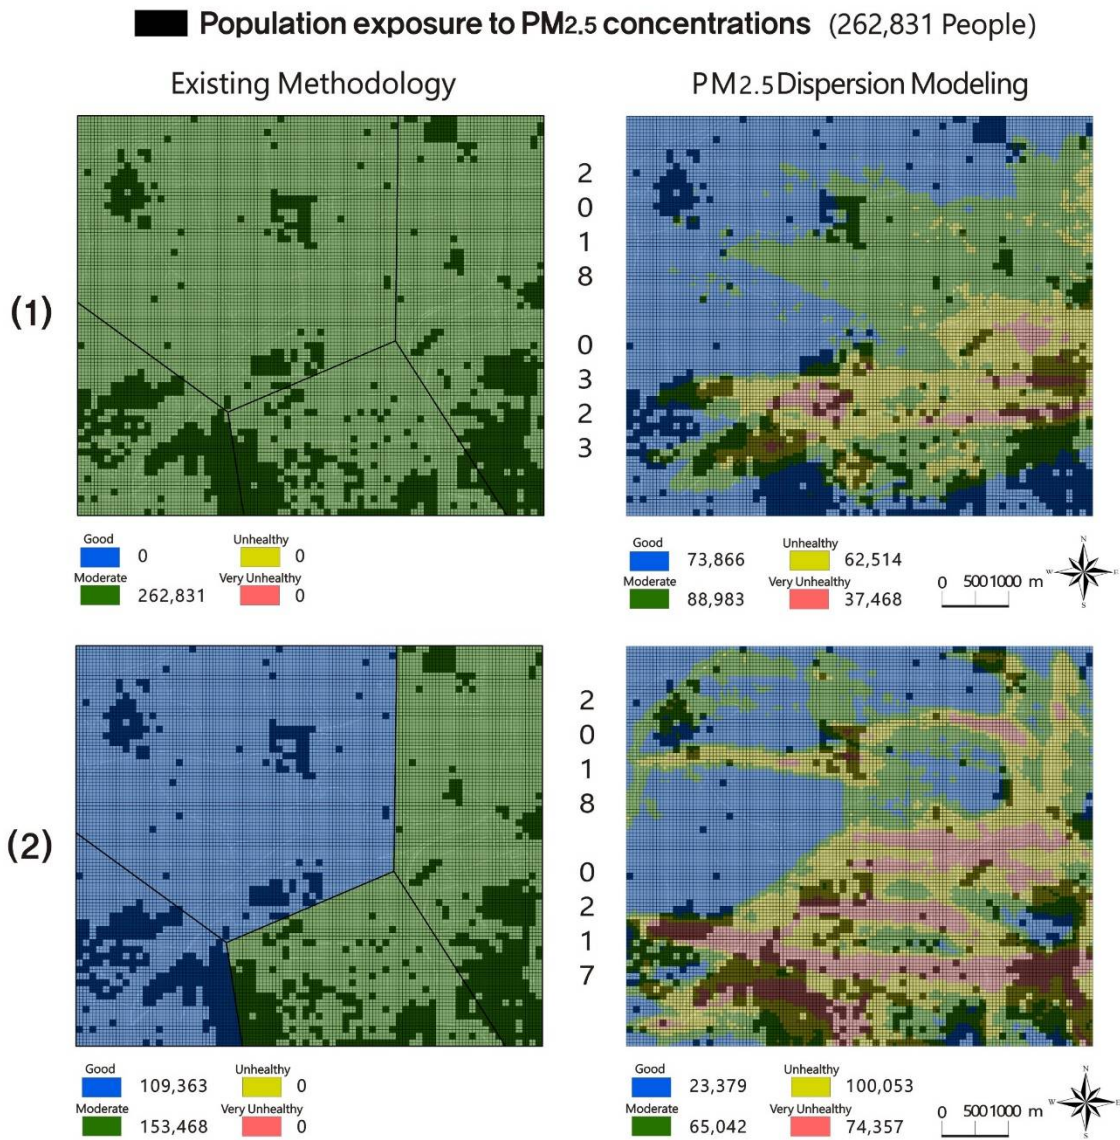 Population exposure to PM2.5 concentrations (262,831 People)
Existing Methodology
PM2.5 Dispersion Modeling
(1)
2
0
1
8
0
3
2
3
Good
0
Unhealthy
0
Moderate
262,831
Very Unhealthy
0
Good
73,866
Unhealthy
62,514
Moderate
88,983
Very Unhealthy
37,468
0 500 1000 m
N
W
E
S
(2)
2
0
1
8
0
2
1
7
Good
109,363
Unhealthy
0
Moderate
153,468
Very Unhealthy
0
Good
23,379
Unhealthy
100,053
Moderate
65,042
Very Unhealthy
74,357
0 500 1000 m
N
W
E
S